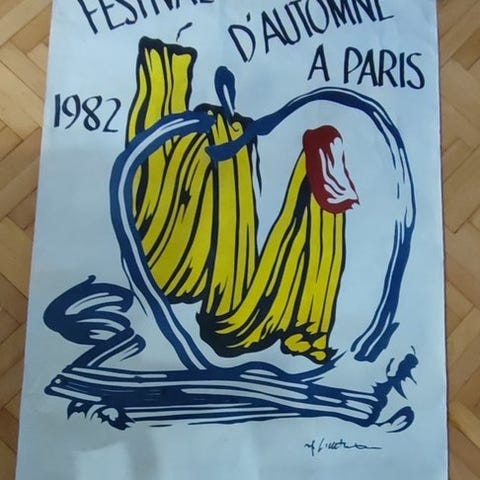 FESTIVAL
D'AUTOMNE
A PARIS
1982